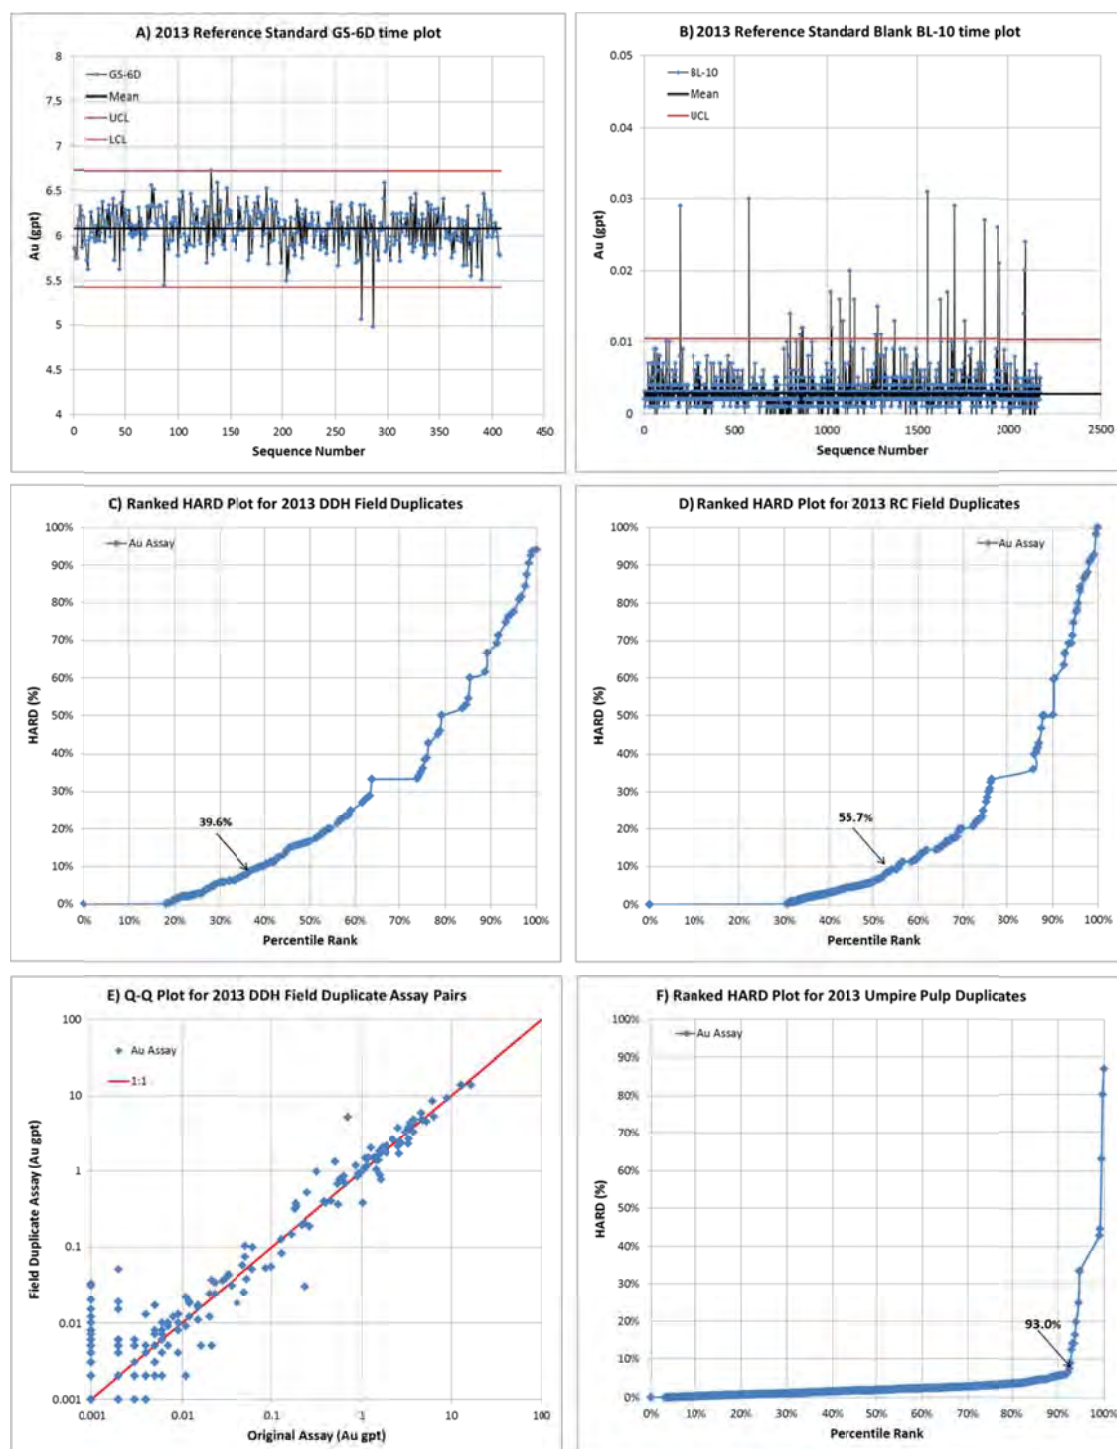 A) 2013 Reference Standard GS-6D time plot
8
7.5
7
6.5
6
5.5
5
4.5
4
Au (gpt)
GS-6D
Mean
UCL
LCL
0 50 100 150 200 250 300 350 400 450
Sequence Number
B) 2013 Reference Standard Blank BL-10 time plot
0.05
0.04
0.03
0.02
0.01
0
Au (gpt)
BL-10
Mean
UCL
0 500 1000 1500 2000 2500
Sequence Number
C) Ranked HARD Plot for 2013 DDH Field Duplicates
100%
90%
80%
70%
60%
50%
40%
30%
20%
10%
0%
HARD (%)
Au Assay
39.6%
0% 10% 20% 30% 40% 50% 60% 70% 80% 90% 100%
Percentile Rank
D) Ranked HARD Plot for 2013 RC Field Duplicates
100%
90%
80%
70%
60%
50%
40%
30%
20%
10%
0%
HARD (%)
Au Assay
55.7%
0% 10% 20% 30% 40% 50% 60% 70% 80% 90% 100%
Percentile Rank
E) Q-Q Plot for 2013 DDH Field Duplicate Assay Pairs
100
10
1
0.1
0.01
0.001
Field Duplicate Assay (Au gpt)
Au Assay
1:1
0.001 0.01 0.1 1 10 100
Original Assay (Au gpt)
F) Ranked HARD Plot for 2013 Umpire Pulp Duplicates
100%
90%
80%
70%
60%
50%
40%
30%
20%
10%
0%
HARD (%)
Au Assay
93.0%
0% 10% 20% 30% 40% 50% 60% 70% 80% 90% 100%
Percentile Rank